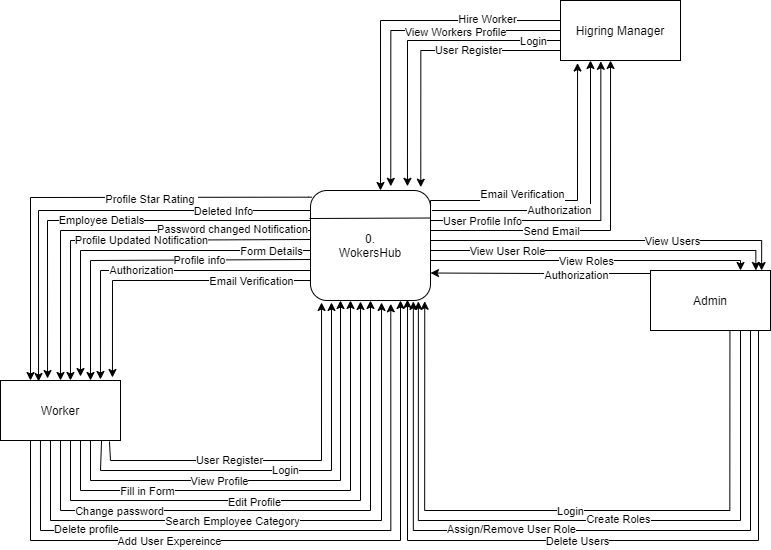 Hire Worker
View Workers Profile
Login
User Register
Higring Manager
Profile Star Rating
Deleted Info
Employee Detials
Password changed Notification
Profile Updated Notification
Form Details
Profile info
Authorization
Email Verification
0.
WokersHub
Email Verification
Authorization
User Profile Info
Send Email
View Users
View User Role
View Roles
Authorization
Admin
Worker
User Register
Login
View Profile
Fill in Form
Edit Profile
Change password
Search Employee Category
Delete profile
Add User Expereince
Login
Create Roles
Assign/Remove User Role
Delete Users